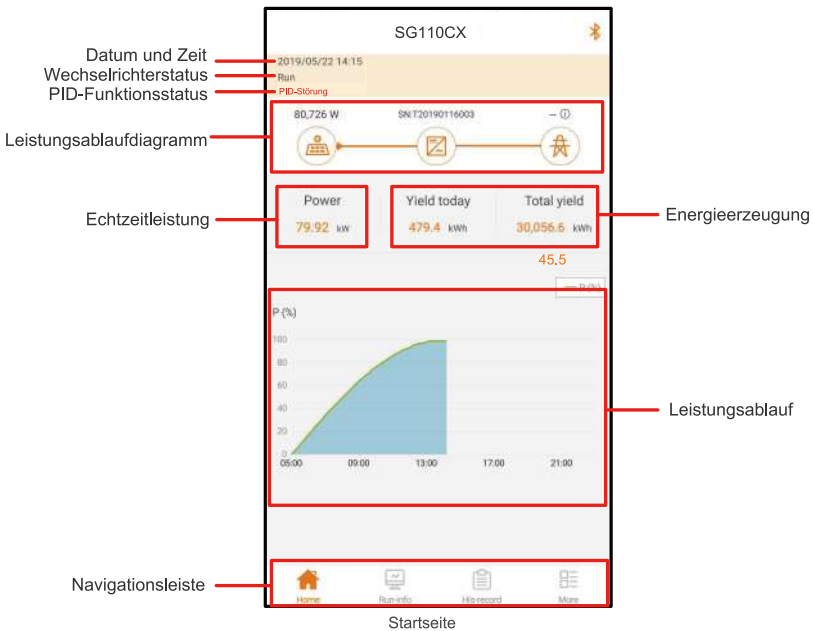 SG110CX
Datum und Zeit
2019/05/22 14:15
Wechselrichterstatus
Run
PID-Funktionsstatus
PID-Störung
80,726 W
SN:T20190116003
--
Leistungsablaufdiagramm
Power
Yield today
Total yield
Echtzeitleistung
79.92 kW
479.4 kWh
30,056.6 kWh
Energieerzeugung
45.5
P (%)
P (%)
100
80
60
40
20
0
05:00 09:00 13:00 17:00 21:00
Leistungsablauf
Navigationsleiste
Home
Run-info
His-record
More
Startseite